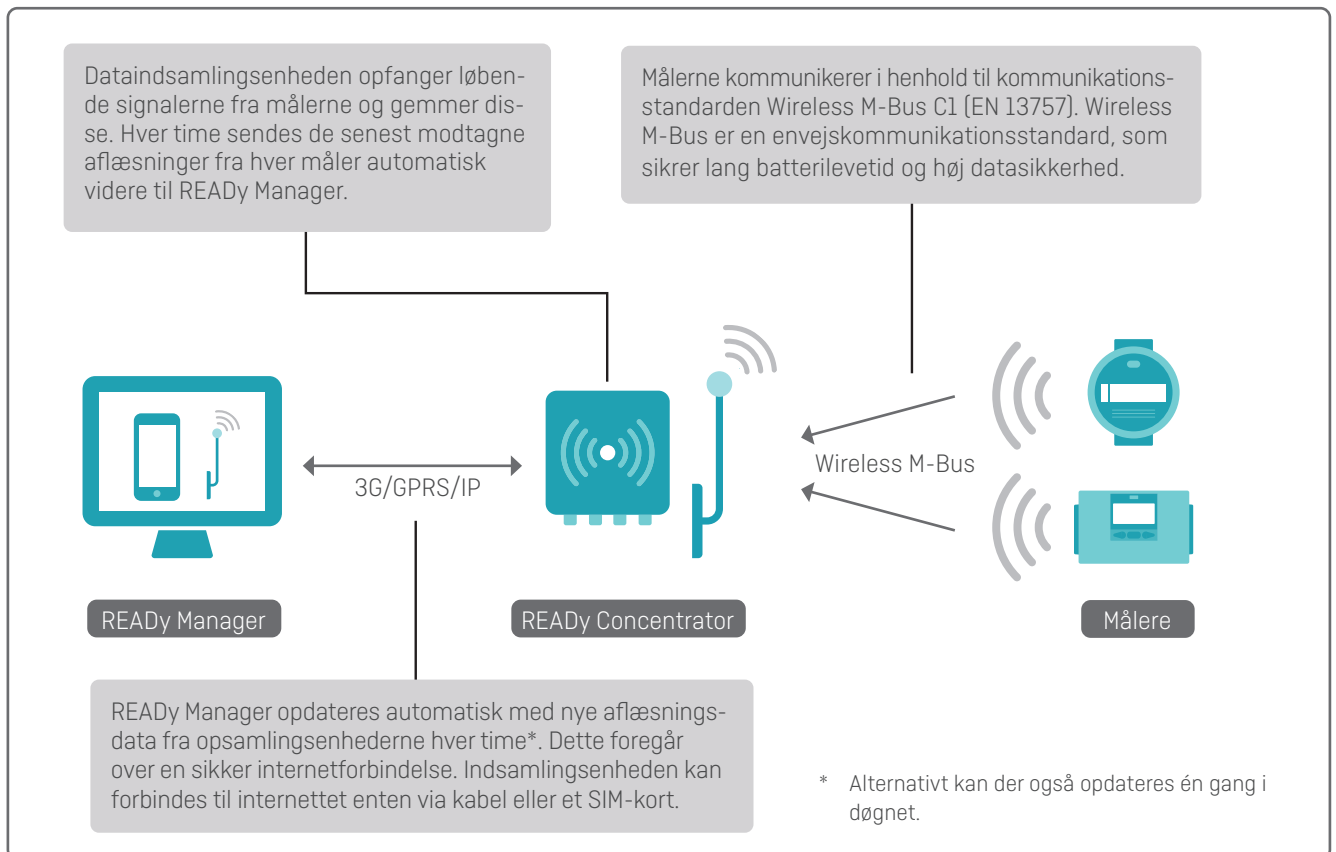 Dataindsamlingsenheden opfanger løben-
de signalerne fra målerne og gemmer dis-
se. Hver time sendes de senest modtagne
aflæsninger fra hver måler automatisk
videre til READy Manager.
Målerne kommunikerer i henhold til kommunikations-
standarden Wireless M-Bus C1 (EN 13757). Wireless
M-Bus er en envejskommunikationsstandard, som
sikrer lang batterilevetid og høj datasikkerhed.
3G/GPRS/IP
Wireless M-Bus
READy Manager
READy Concentrator
Målere
READy Manager opdateres automatisk med nye aflæsnings-
data fra opsamlingsenhederne hver time*. Dette foregår
over en sikker internetforbindelse. Indsamlingsenheden kan
forbindes til internettet enten via kabel eller et SIM-kort.
* Alternativt kan der også opdateres én gang i
døgnet.